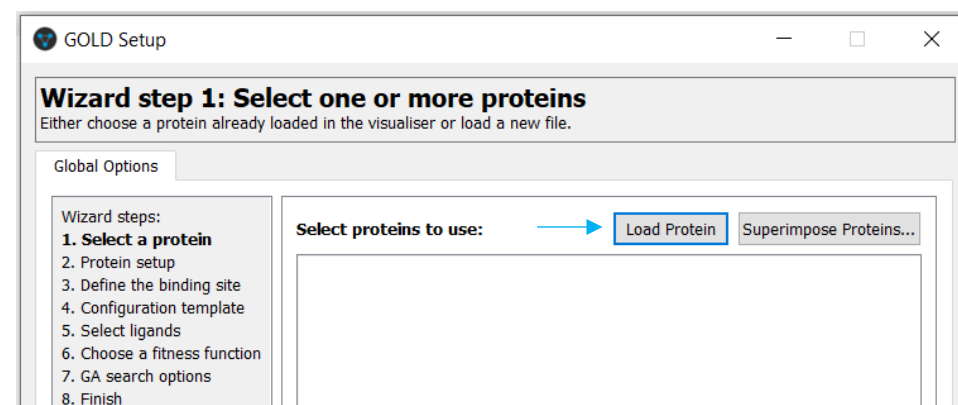 GOLD Setup
Wizard step 1: Select one or more proteins
Either choose a protein already loaded in the visualiser or load a new file.
Global Options
Wizard steps:
1. Select a protein
2. Protein setup
3. Define the binding site
4. Configuration template
5. Select ligands
6. Choose a fitness function
7. GA search options
8. Finish
Select proteins to use: Load Protein Superimpose Proteins...